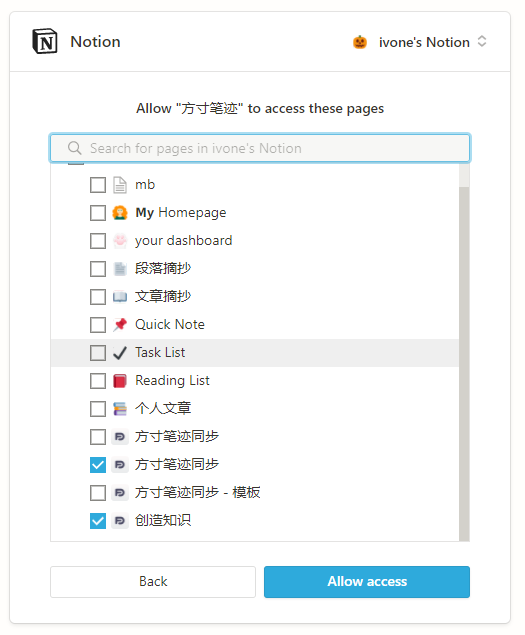 Notion
ivone's Notion
Allow "方寸笔迹" to access these pages
Search for pages in ivone's Notion
mb
My Homepage
your dashboard
段落摘抄
文章摘抄
Quick Note
Task List
Reading List
个人文章
方寸笔迹同步
方寸笔迹同步
方寸笔迹同步 - 模板
创造知识
Back
Allow access